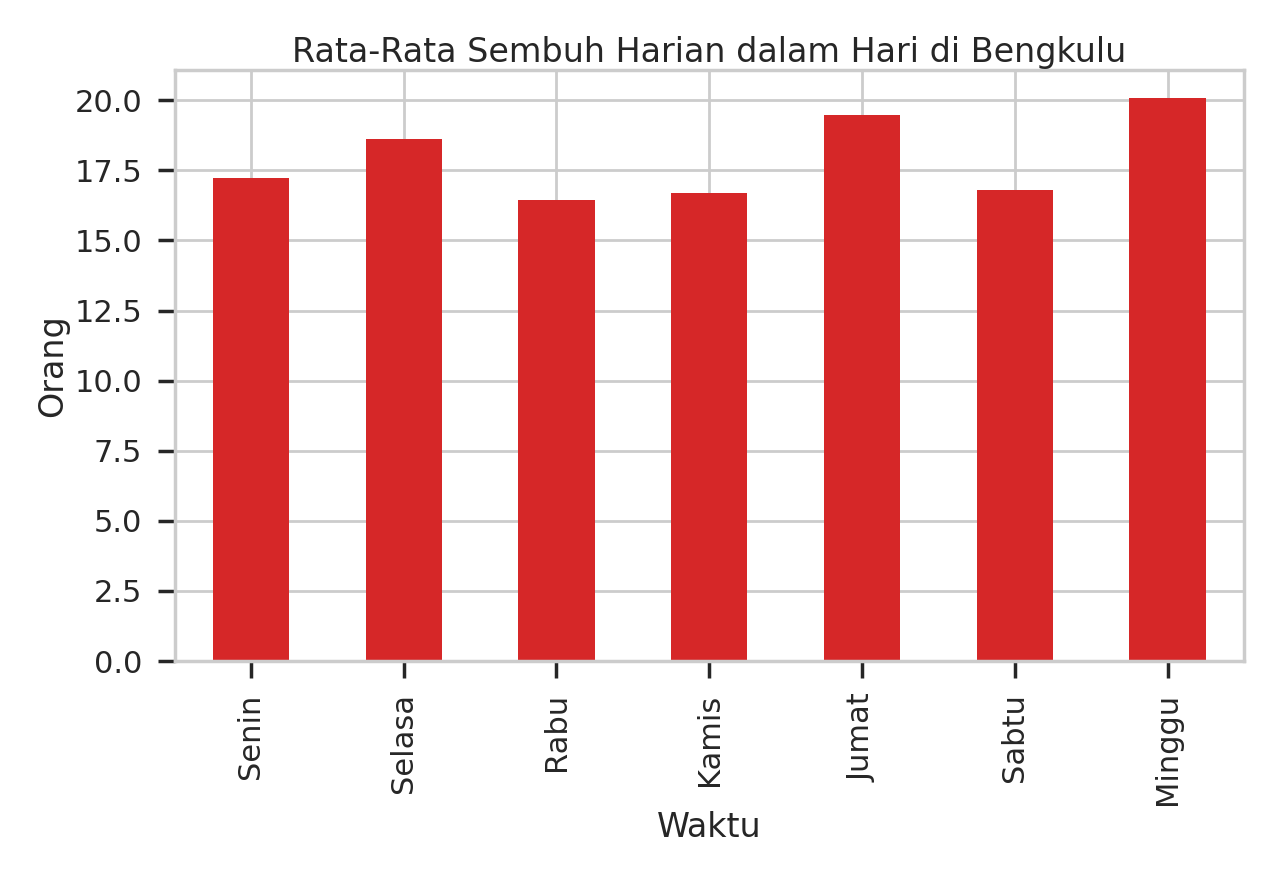 Rata-Rata Sembuh Harian dalam Hari di Bengkulu
20.0
17.5
15.0
12.5
10.0
7.5
5.0
2.5
0.0
Orang
Senin
Selasa
Rabu
Kamis
Jumat
Sabtu
Minggu
Waktu